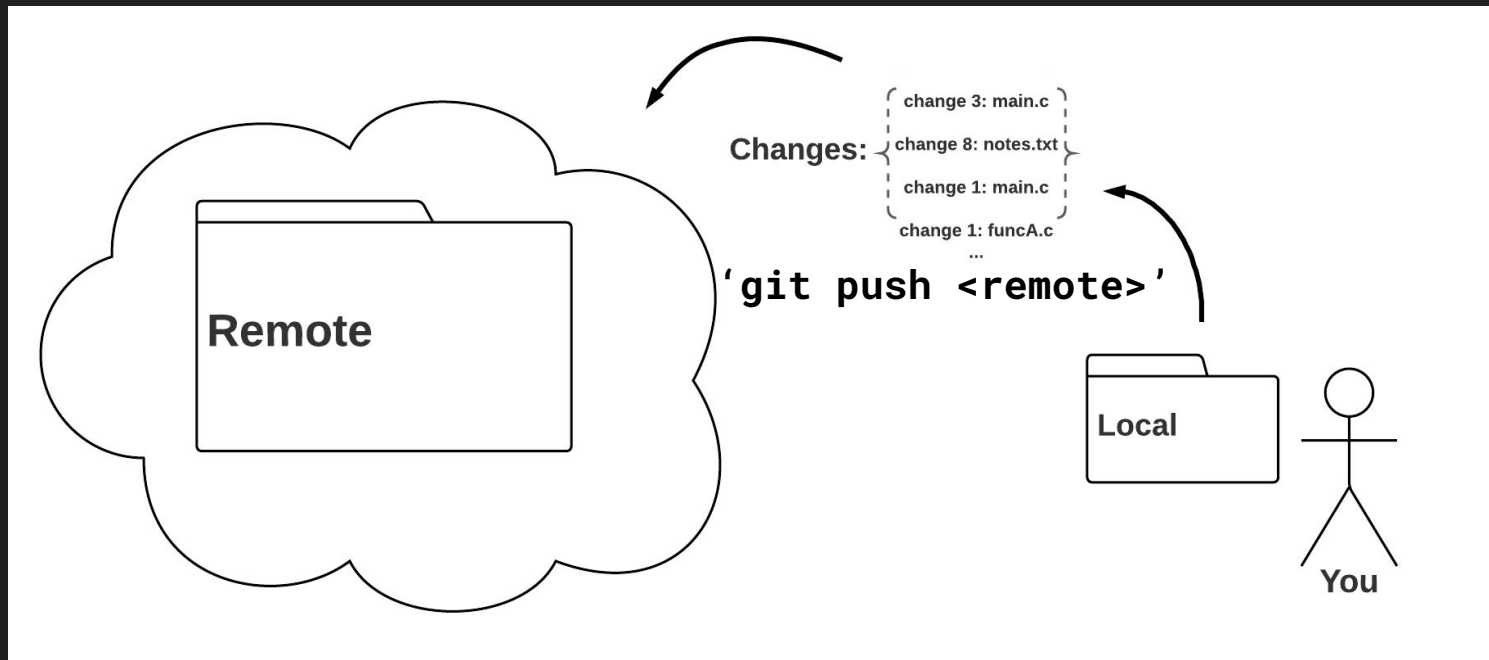 change 3: main.c
Changes: change 8: notes.txt
change 1: main.c
change 1: funcA.c
...
‘git push <remote>’
Remote
Local
You